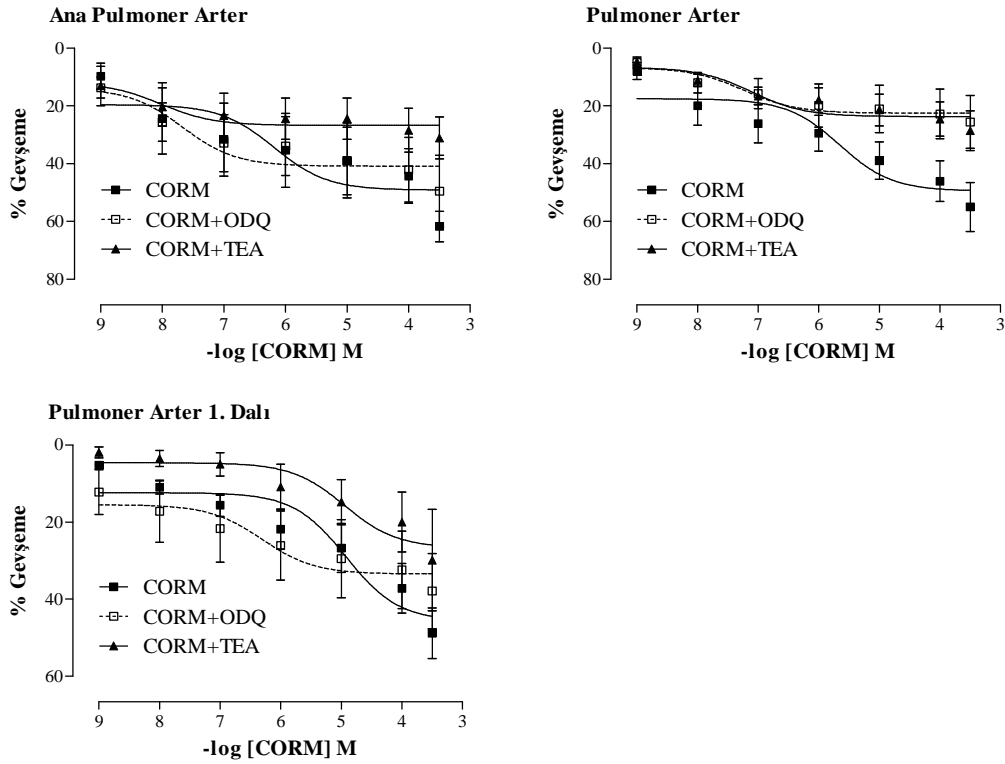 Ana Pulmoner Arter
0
20
40
60
80
% Gevşeme
CORM
CORM+ODQ
CORM+TEA
9 8 7 6 5 4 3
-log [CORM] M
Pulmoner Arter
0
20
40
60
80
% Gevşeme
CORM
CORM+ODQ
CORM+TEA
9 8 7 6 5 4 3
-log [CORM] M
Pulmoner Arter 1. Dalı
0
20
40
60
% Gevşeme
CORM
CORM+ODQ
CORM+TEA
9 8 7 6 5 4 3
-log [CORM] M